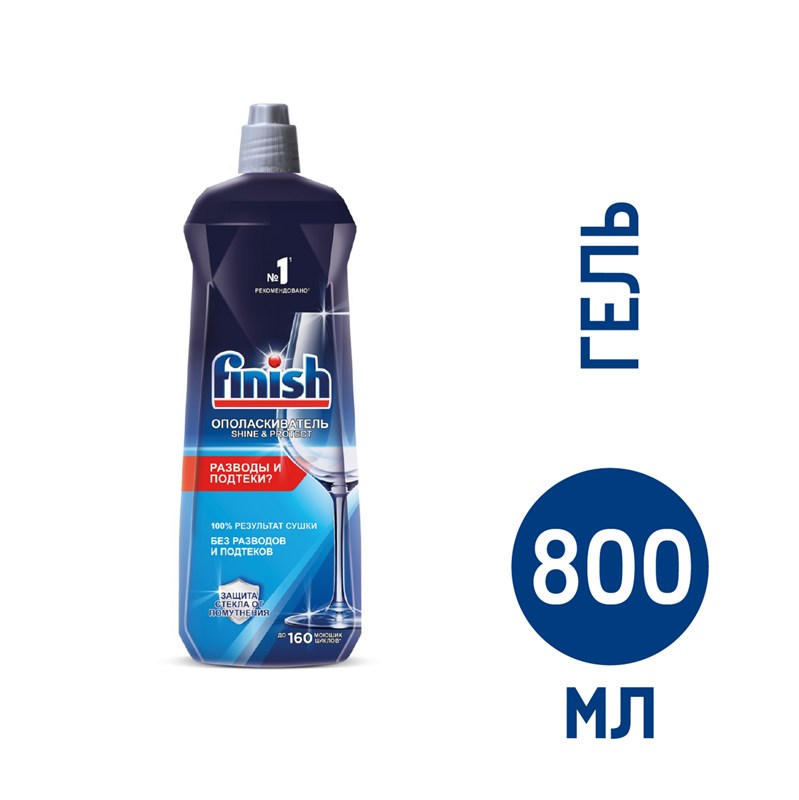 №1¹
РЕКОМЕНДОВАНО*
finish
ОПОЛАСКИВАТЕЛЬ
SHINE & PROTECT
РАЗВОДЫ И
ПОДТЕКИ?
100% РЕЗУЛЬТАТ СУШКИ
БЕЗ РАЗВОДОВ
И ПОДТЕКОВ
ЗАЩИТА
СТЕКЛА ОТ
ПОМУТНЕНИЯ
ДО 160 МОЮЩИХ
ЦИКЛОВ*
ГЕЛЬ
800
МЛ